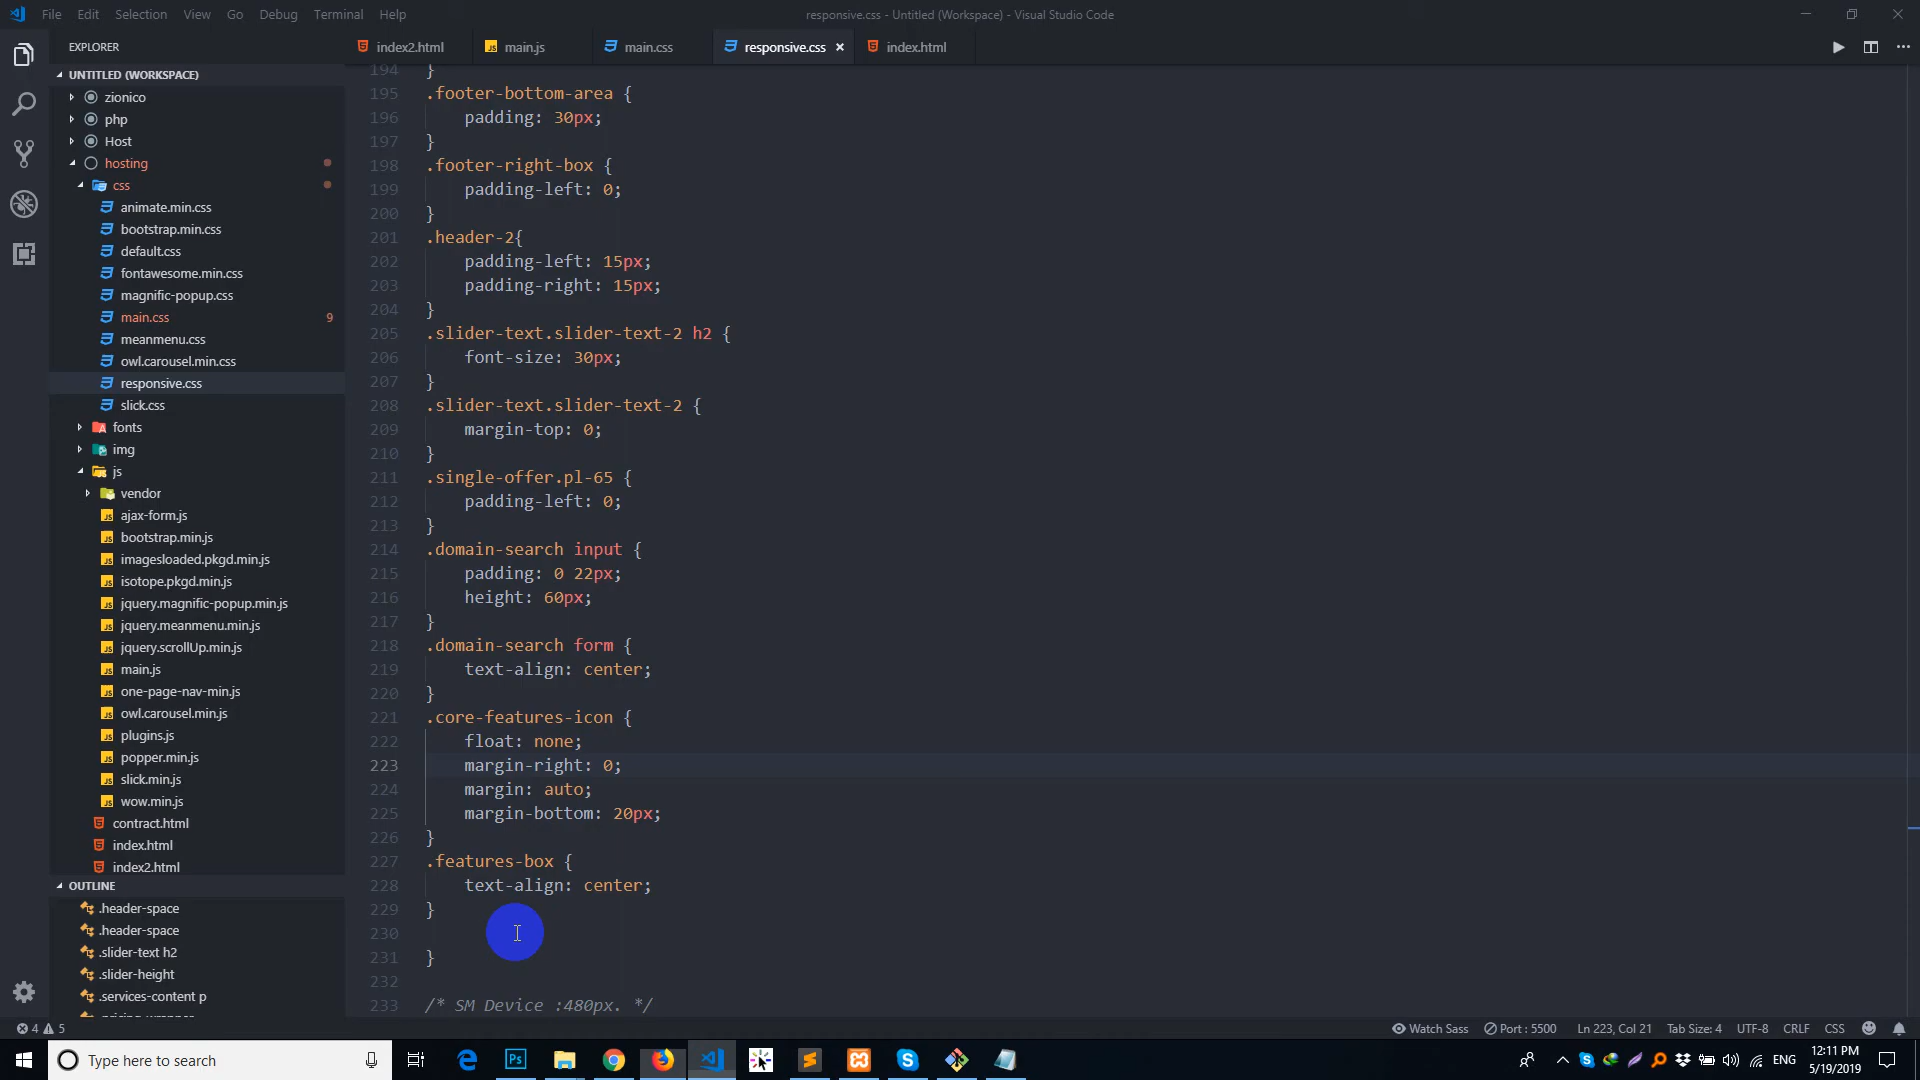 File Edit Selection View Go Debug Terminal Help
responsive.css - Untitled (Workspace) - Visual Studio Code
EXPLORER
index2.html
main.js
main.css
responsive.css
index.html
UNTITLED (WORKSPACE)
zionico
php
Host
hosting
css
animate.min.css
bootstrap.min.css
default.css
fontawesome.min.css
magnific-popup.css
main.css 9
meanmenu.css
owl.carousel.min.css
responsive.css
slick.css
fonts
img
js
vendor
ajax-form.js
bootstrap.min.js
imagesloaded.pkgd.min.js
isotope.pkgd.min.js
jquery.magnific-popup.min.js
jquery.meanmenu.min.js
jquery.scrollUp.min.js
main.js
one-page-nav-min.js
owl.carousel.min.js
plugins.js
popper.min.js
slick.min.js
wow.min.js
contract.html
index.html
index2.html
OUTLINE
.header-space
.header-space
.slider-text h2
.slider-height
.services-content p
.pricing-wrapper
194 }
195 .footer-bottom-area {
196 padding: 30px;
197 }
198 .footer-right-box {
199 padding-left: 0;
200 }
201 .header-2{
202 padding-left: 15px;
203 padding-right: 15px;
204 }
205 .slider-text.slider-text-2 h2 {
206 font-size: 30px;
207 }
208 .slider-text.slider-text-2 {
209 margin-top: 0;
210 }
211 .single-offer.pl-65 {
212 padding-left: 0;
213 }
214 .domain-search input {
215 padding: 0 22px;
216 height: 60px;
217 }
218 .domain-search form {
219 text-align: center;
220 }
221 .core-features-icon {
222 float: none;
223 margin-right: 0;
224 margin: auto;
225 margin-bottom: 20px;
226 }
227 .features-box {
228 text-align: center;
229 }
230
231 }
232
233 /* SM Device :480px. */
4 5
Watch Sass Port : 5500 Ln 223, Col 21 Tab Size: 4 UTF-8 CRLF CSS
Type here to search
Ps
ENG
12:11 PM
5/19/2019